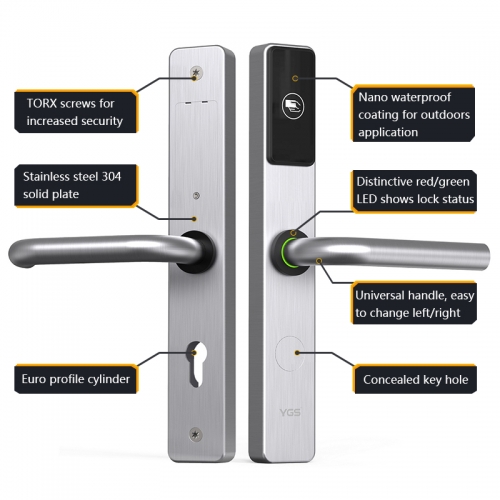 TORX screws for
increased security
Nano waterproof
coating for outdoors
application
Stainless steel 304
solid plate
Distinctive red/green
LED shows lock status
Universal handle, easy
to change left/right
Euro profile cylinder
Concealed key hole
YGS